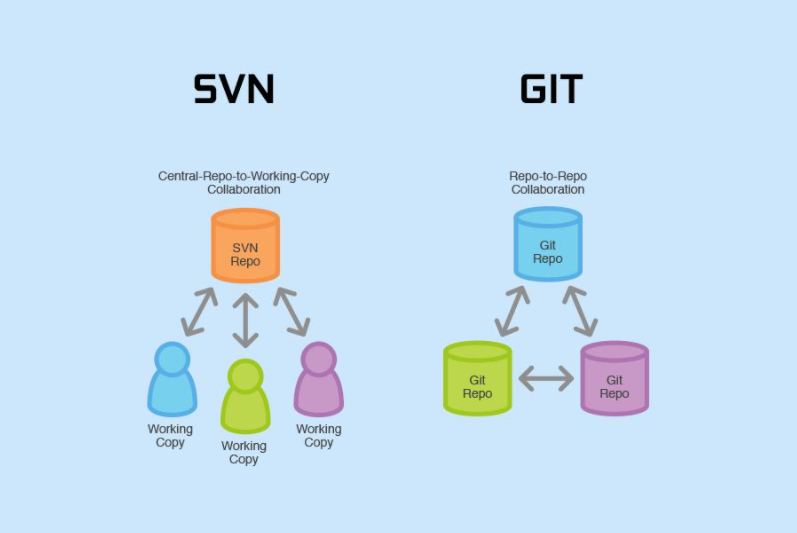 SVN
Central-Repo-to-Working-Copy
Collaboration
SVN
Repo
Working
Copy
Working
Copy
Working
Copy
GIT
Repo-to-Repo
Collaboration
Git
Repo
Git
Repo
Git
Repo